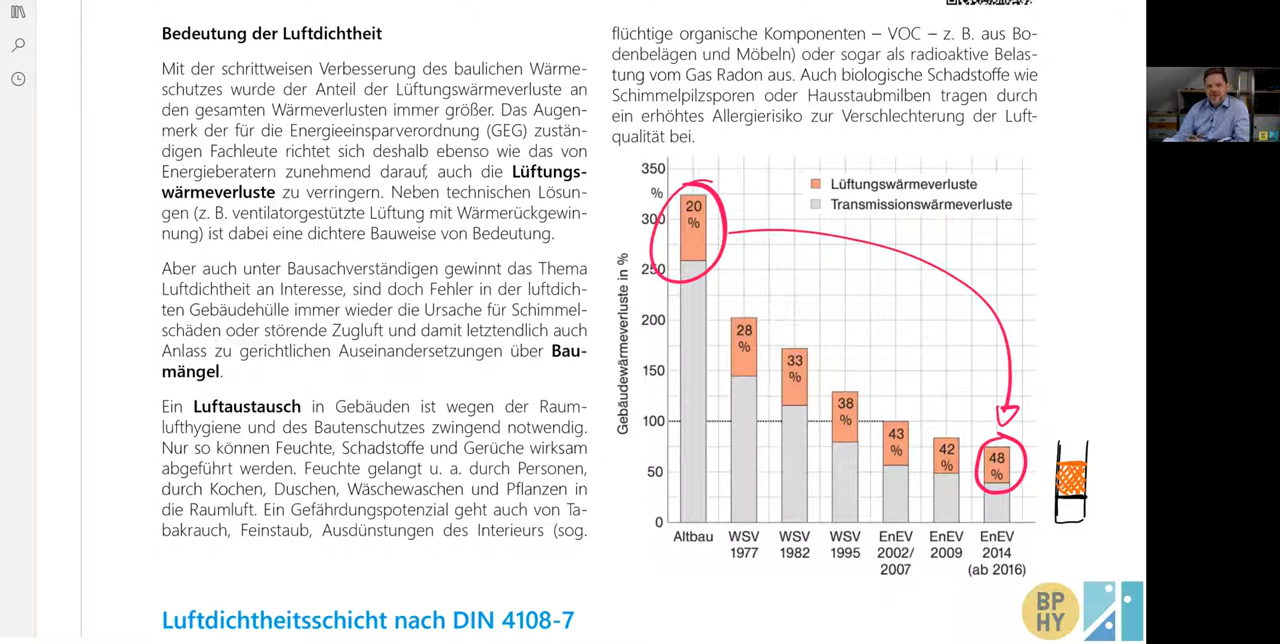 Bedeutung der Luftdichtheit
Mit der schrittweisen Verbesserung des baulichen Wärme-
schutzes wurde der Anteil der Lüftungswärmeverluste an
den gesamten Wärmeverlusten immer größer. Das Augen-
merk der für die Energieeinsparverordnung (GEG) zustän-
digen Fachleute richtet sich deshalb ebenso wie das von
Energieberatern zunehmend darauf, auch die Lüftungs-
wärmeverluste zu verringern. Neben technischen Lösun-
gen (z. B. ventilatorgestützte Lüftung mit Wärmerückgewin-
nung) ist dabei eine dichtere Bauweise von Bedeutung.
Aber auch unter Bausachverständigen gewinnt das Thema
Luftdichtheit an Interesse, sind doch Fehler in der luftdich-
ten Gebäudehülle immer wieder die Ursache für Schimmel-
schäden oder störende Zugluft und damit letztendlich auch
Anlass zu gerichtlichen Auseinandersetzungen über Bau-
mängel.
Ein Luftaustausch in Gebäuden ist wegen der Raum-
lufthygiene und des Bautenschutzes zwingend notwendig.
Nur so können Feuchte, Schadstoffe und Gerüche wirksam
abgeführt werden. Feuchte gelangt u. a. durch Personen,
durch Kochen, Duschen, Wäschewaschen und Pflanzen in
die Raumluft. Ein Gefährdungspotenzial geht auch von Ta-
bakrauch, Feinstaub, Ausdünstungen des Interieurs (sog.
flüchtige organische Komponenten – VOC – z. B. aus Bo-
denbelägen und Möbeln) oder sogar als radioaktive Belas-
tung vom Gas Radon aus. Auch biologische Schadstoffe wie
Schimmelpilzsporen oder Hausstaubmilben tragen durch
ein erhöhtes Allergierisiko zur Verschlechterung der Luft-
qualität bei.
Gebäudewärmeverluste in %
350
%
300
250
200
150
100
50
0
Lüftungswärmeverluste
Transmissionswärmeverluste
20
%
28
%
33
%
38
%
43
%
42
%
48
%
Altbau WSV WSV WSV EnEV EnEV EnEV
1977 1982 1995 2002/ 2009 2014
2007 (ab 2016)
Luftdichtheitsschicht nach DIN 4108-7
BP
HY